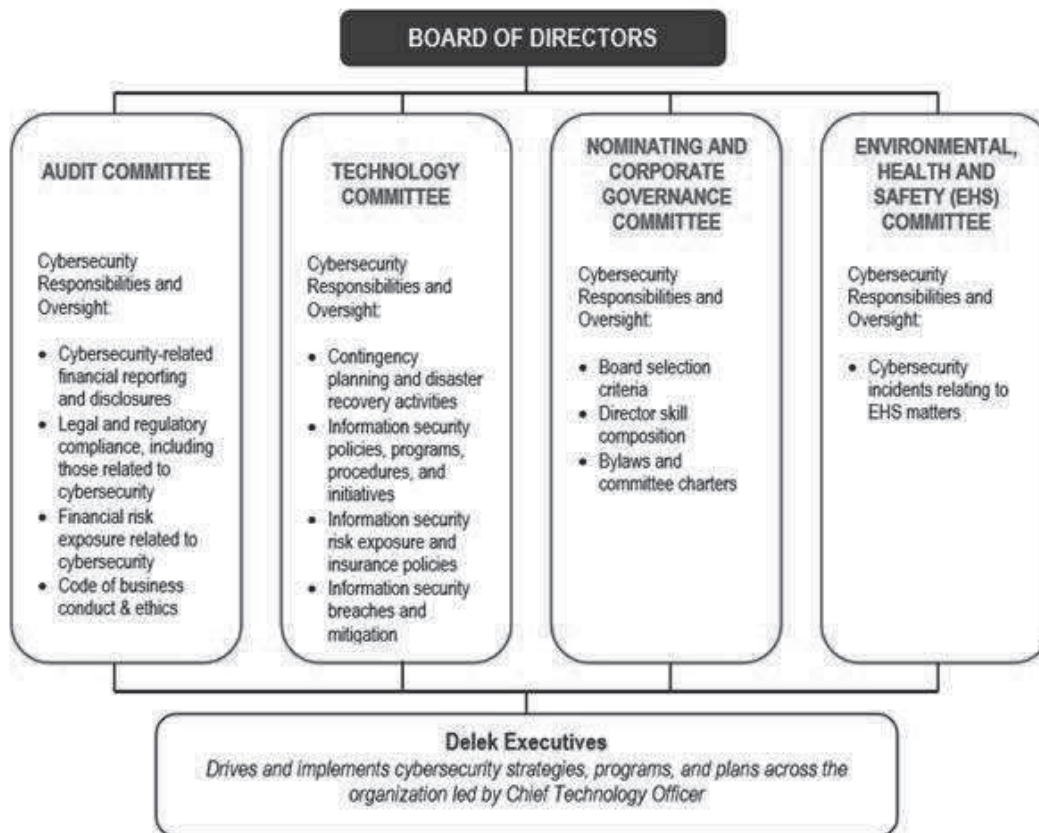 BOARD OF DIRECTORS
AUDIT COMMITTEE
Cybersecurity
Responsibilities and
Oversight:
• Cybersecurity-related
financial reporting
and disclosures
• Legal and regulatory
compliance, including
those related to
cybersecurity
• Financial risk
exposure related to
cybersecurity
• Code of business
conduct & ethics
TECHNOLOGY
COMMITTEE
Cybersecurity
Responsibilities and
Oversight:
• Contingency
planning and disaster
recovery activities
• Information security
policies, programs,
procedures, and
initiatives
• Information security
risk exposure and
insurance policies
• Information security
breaches and
mitigation
NOMINATING AND
CORPORATE
GOVERNANCE
COMMITTEE
Cybersecurity
Responsibilities and
Oversight:
• Board selection
criteria
• Director skill
composition
• Bylaws and
committee charters
ENVIRONMENTAL,
HEALTH AND
SAFETY (EHS)
COMMITTEE
Cybersecurity
Responsibilities and
Oversight:
• Cybersecurity
incidents relating to
EHS matters
Delek Executives
Drives and implements cybersecurity strategies, programs, and plans across the
organization led by Chief Technology Officer